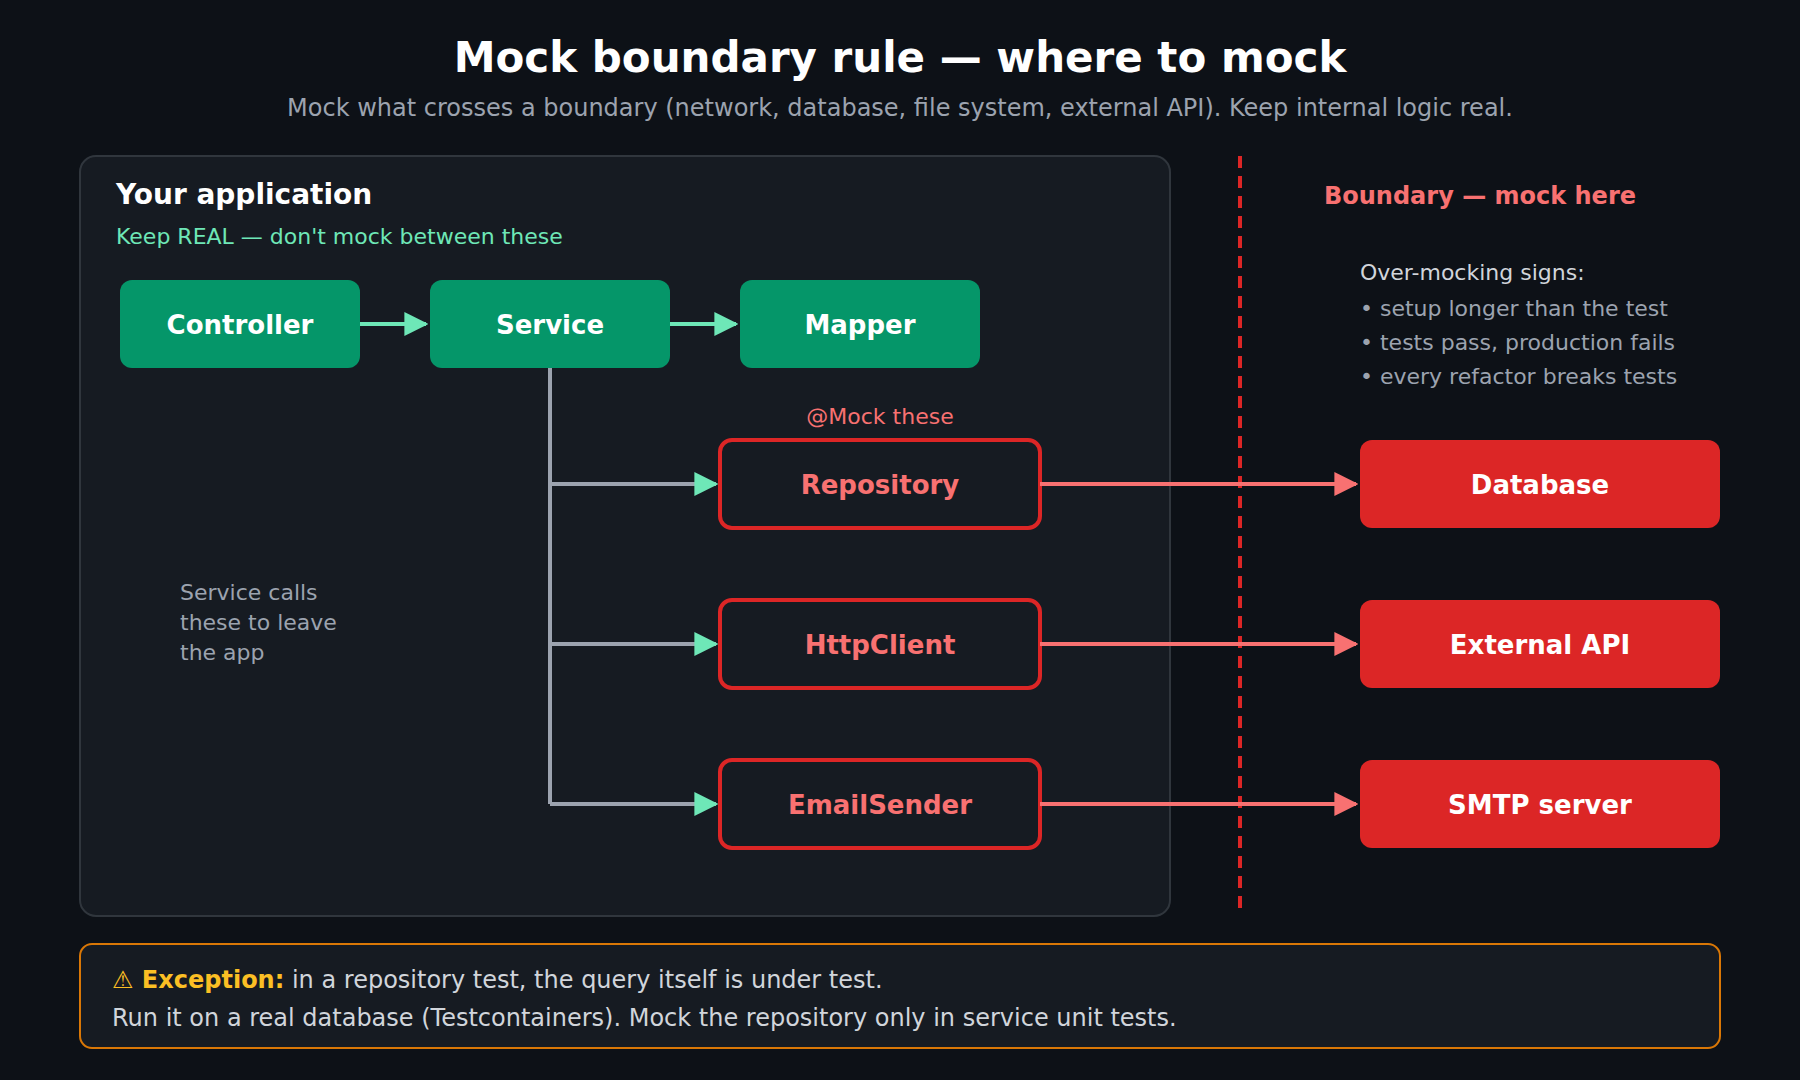 Mock boundary rule — where to mock
Mock what crosses a boundary (network, database, file system, external API). Keep internal logic real.
Your application
Keep REAL — don't mock between these
Controller
Service
Mapper
Boundary — mock here
Over-mocking signs:
• setup longer than the test
• tests pass, production fails
• every refactor breaks tests
@Mock these
Repository
Database
Service calls
these to leave
the app
HttpClient
External API
EmailSender
SMTP server
⚠ Exception: in a repository test, the query itself is under test.
Run it on a real database (Testcontainers). Mock the repository only in service unit tests.